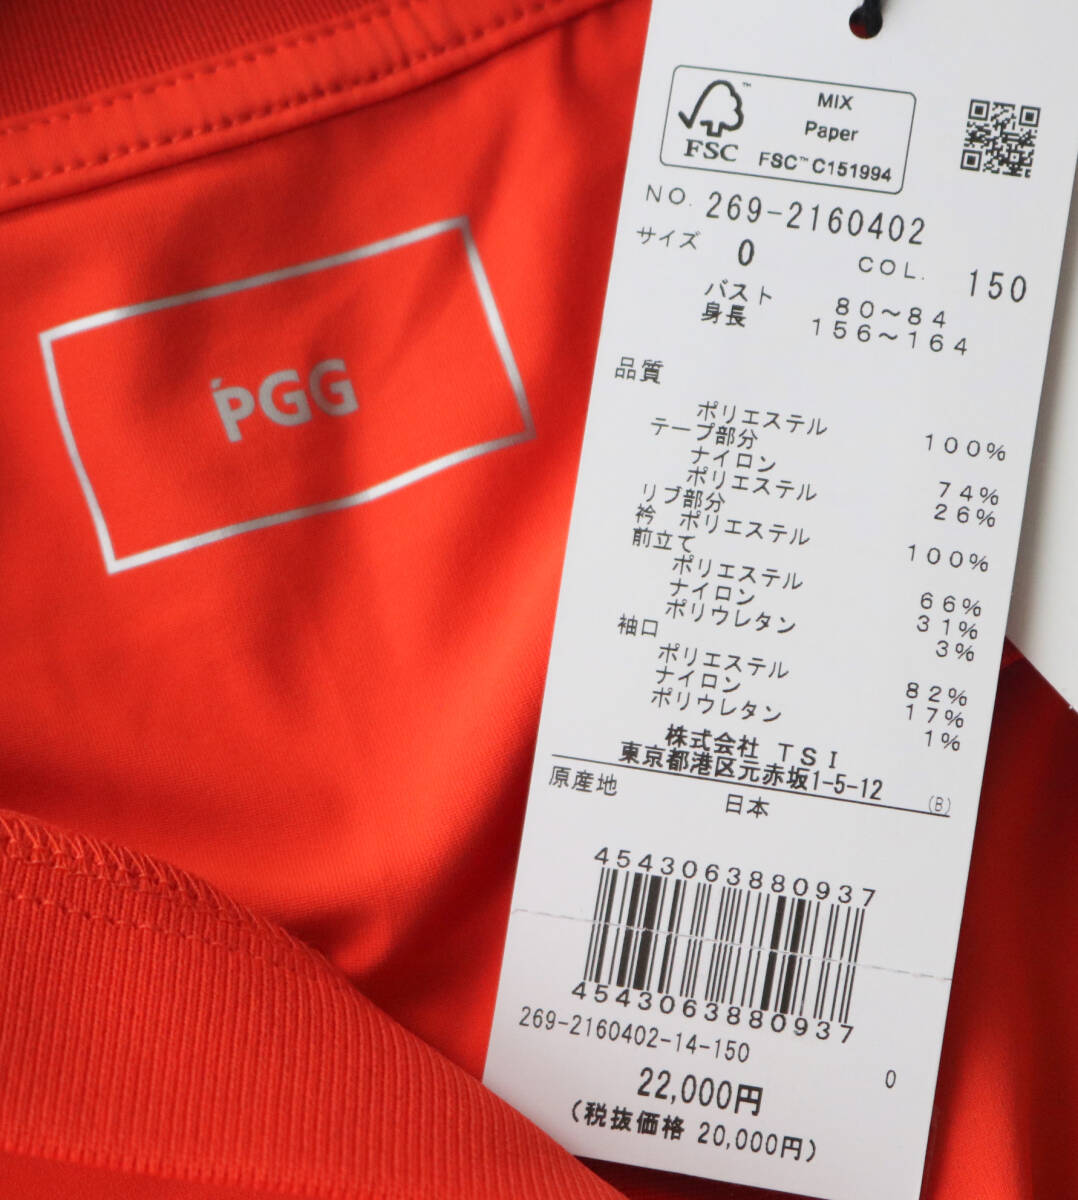 PGG
FSC
MIX
Paper
FSC™ C151994
NO. 269-2160402
サイズ 0 COL. 150
バスト 80～84
身長 156～164
品質
ポリエステル 100%
テープ部分
ナイロン 74%
ポリエステル 26%
リブ部分
衿 ポリエステル 100%
前立て
ポリエステル 66%
ナイロン 31%
ポリウレタン 3%
袖口
ポリエステル 82%
ナイロン 17%
ポリウレタン 1%
株式会社 TSI
東京都港区元赤坂1-5-12 (B)
原産地 日本
4543063880937
4543063880937
269-2160402-14-150 0
22,000円
(税抜価格 20,000円)